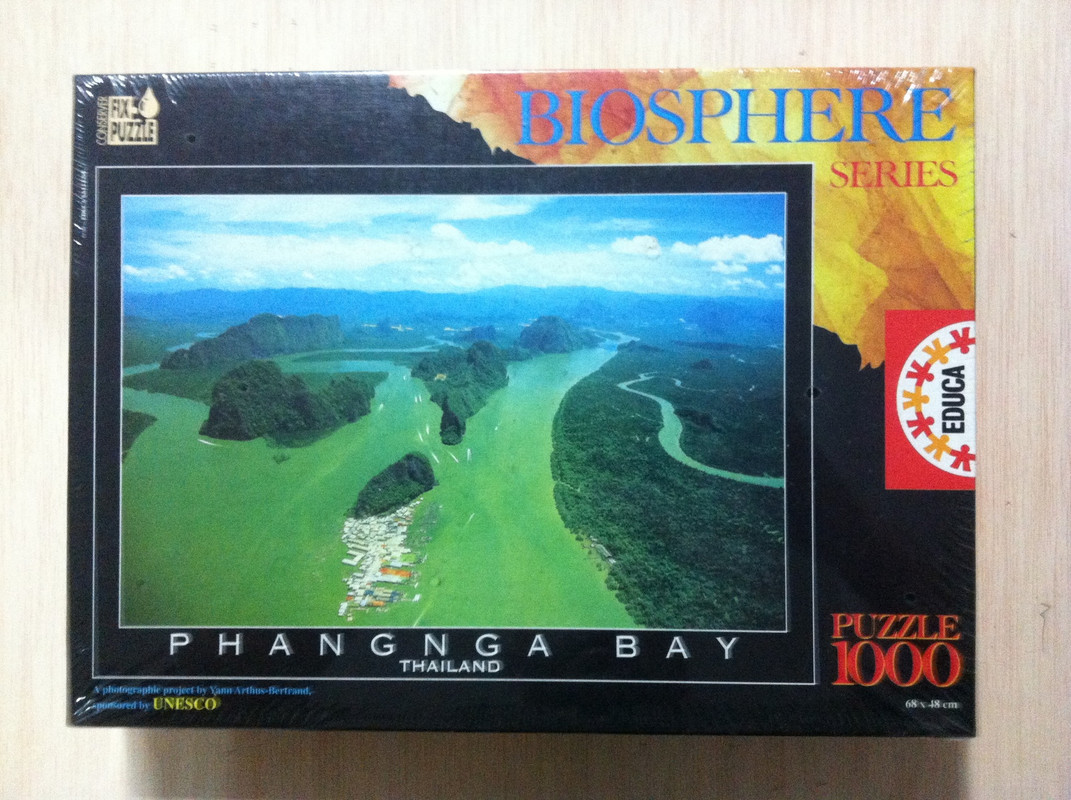 CONSERVER
FIX
PUZZLE
BIOSPHERE
SERIES
EDUCA
PHANGNGA BAY
THAILAND
PUZZLE
1000
A photographic project by Yann Arthus-Bertrand,
sponsored by UNESCO
68 x 48 cm